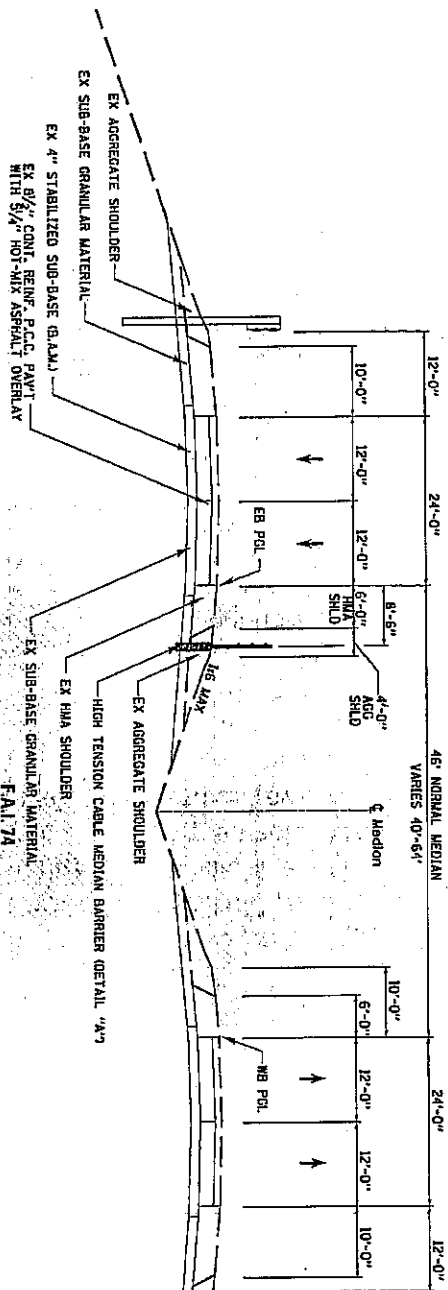 46' NORMAL MEDIAN
VARIES 40'-64'
12'-0"
24'-0"
8'-6"
10'-0"
24'-0"
12'-0"
10'-0"
12'-0"
12'-0"
6'-0"
HMA
SHLD
4'-0"
AGG
SHLD
6'-0"
12'-0"
12'-0"
10'-0"
℄ Median
EB PGL
WB PGL
1:6 MAX
EX AGGREGATE SHOULDER
EX SUB-BASE GRANULAR MATERIAL
EX 4" STABILIZED SUB-BASE (B.A.M.)
EX 8½" CONT. REINF. P.C.C. PAV'T
WITH 5¼" HOT-MIX ASPHALT OVERLAY
EX AGGREGATE SHOULDER
HIGH TENSION CABLE MEDIAN BARRIER (DETAIL "A")
EX HMA SHOULDER
EX SUB-BASE GRANULAR MATERIAL
F.A.I. 74